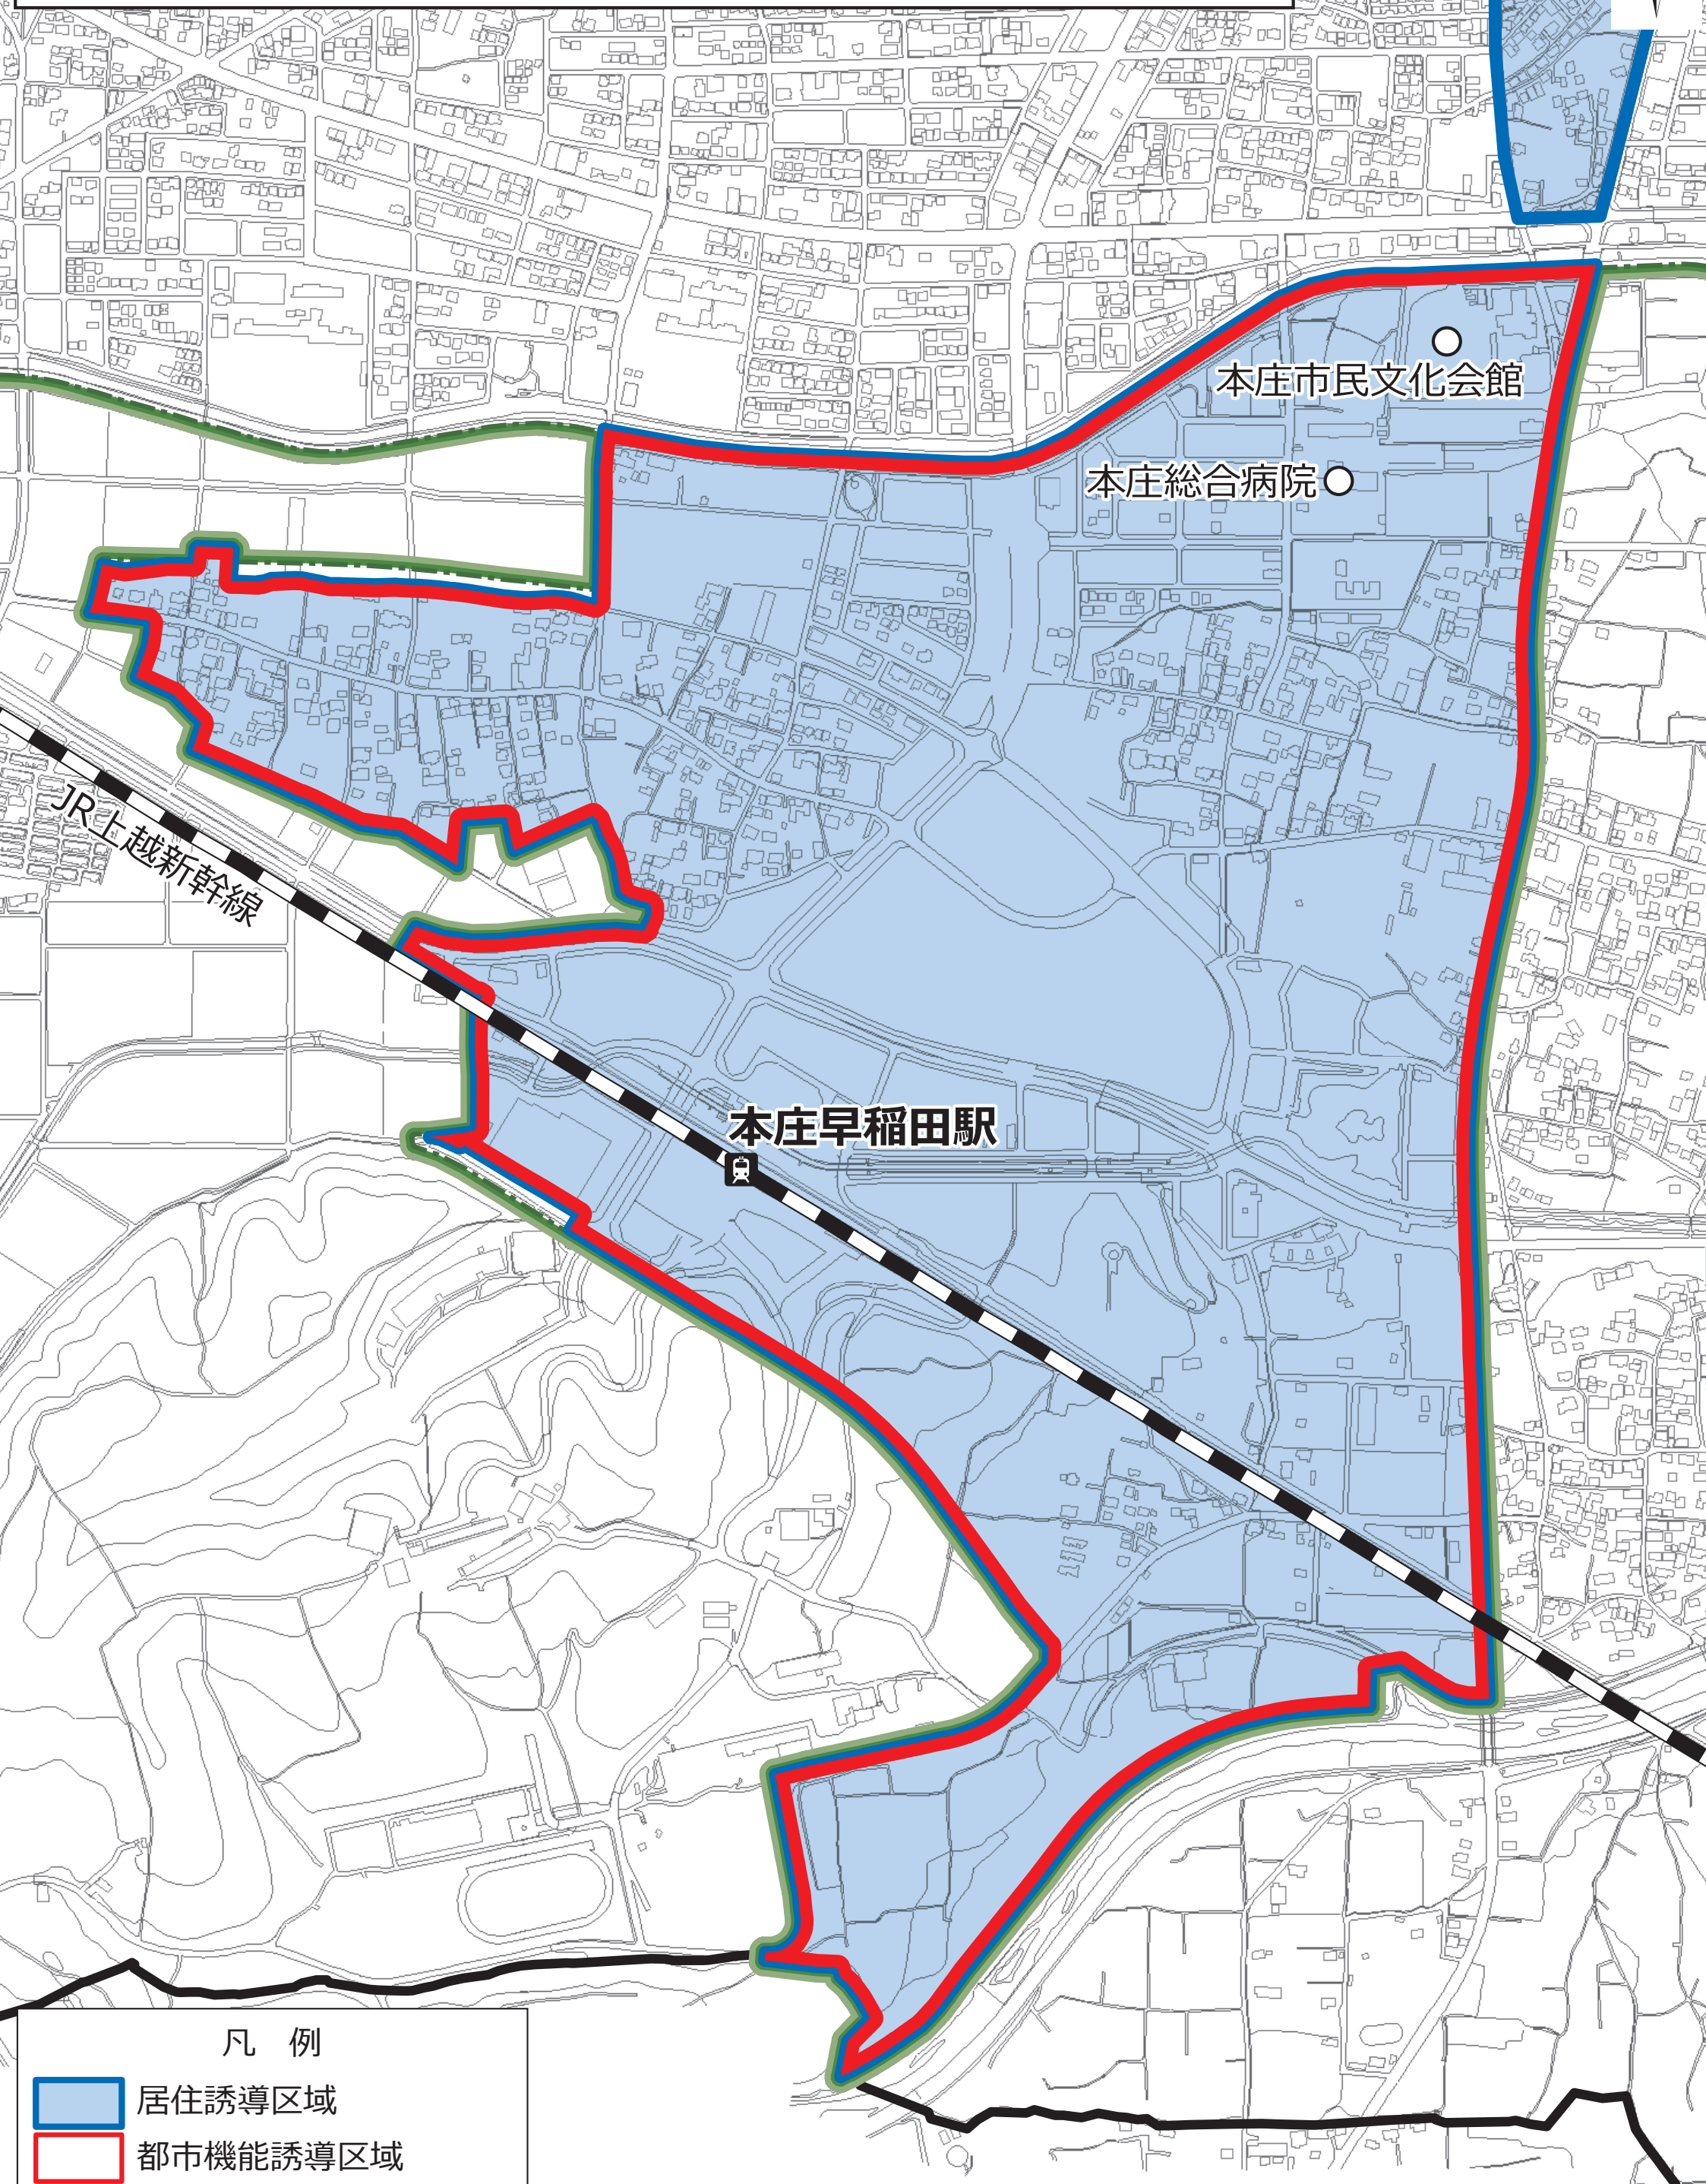 本庄市民文化会館
本庄総合病院
JR上越新幹線
本庄早稲田駅
凡 例
居住誘導区域
都市機能誘導区域